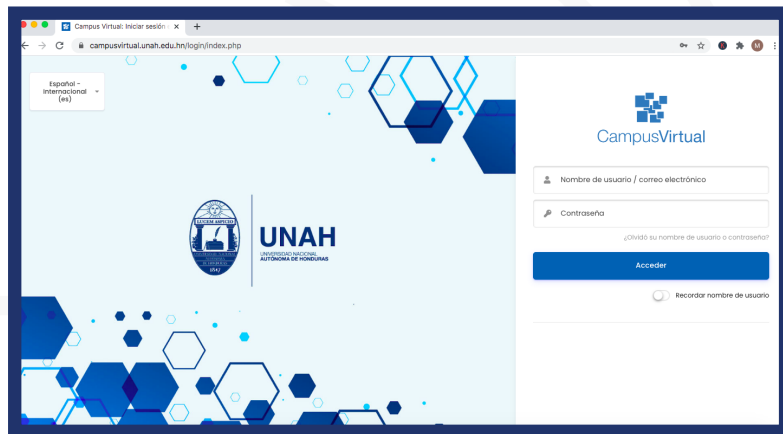 Campus Virtual: Iniciar sesión
campusvirtual.unah.edu.hn/login/index.php
M
Español -
Internacional
(es)
LUCEM ASPICIO
1847
UNAH
UNIVERSIDAD NACIONAL
AUTÓNOMA DE HONDURAS
CampusVirtual
Nombre de usuario / correo electrónico
Contraseña
¿Olvidó su nombre de usuario o contraseña?
Acceder
Recordar nombre de usuario